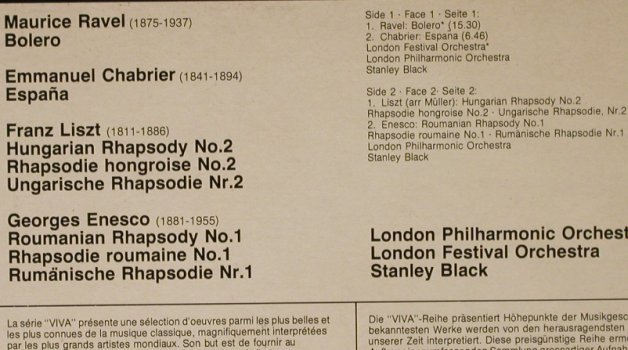 Maurice Ravel (1875-1937)
Bolero
Emmanuel Chabrier (1841-1894)
España
Franz Liszt (1811-1886)
Hungarian Rhapsody No.2
Rhapsodie hongroise No.2
Ungarische Rhapsodie Nr.2
Georges Enesco (1881-1955)
Roumanian Rhapsody No.1
Rhapsodie roumaine No.1
Rumänische Rhapsodie Nr.1
Side 1 · Face 1 · Seite 1:
1. Ravel: Bolero* (15.30)
2. Chabrier: España (6.46)
London Festival Orchestra*
London Philharmonic Orchestra
Stanley Black
Side 2 · Face 2 · Seite 2:
1. Liszt (arr Müller): Hungarian Rhapsody No.2
Rhapsodie hongroise No.2 · Ungarische Rhapsodie, Nr.2
2. Enesco: Roumanian Rhapsody No.1
Rhapsodie roumaine No.1 · Rumänische Rhapsodie Nr.1
London Philharmonic Orchestra
Stanley Black
London Philharmonic Orchest
London Festival Orchestra
Stanley Black
La série "VIVA" présente une sélection d'oeuvres parmi les plus belles et
les plus connues de la musique classique, magnifiquement interprétées
par les plus grands artistes mondiaux. Son but est de fournir au
Die "VIVA"-Reihe präsentiert Höhepunkte der Musikgesc
bekanntesten Werke werden von den herausragendsten
unserer Zeit interpretiert. Diese preisgünstige Reihe erm